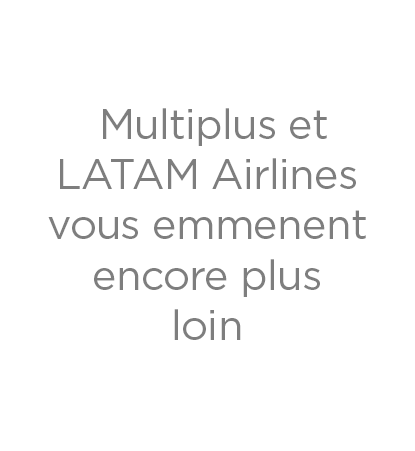 Multiplus et
LATAM Airlines
vous emmenent
encore plus
loin